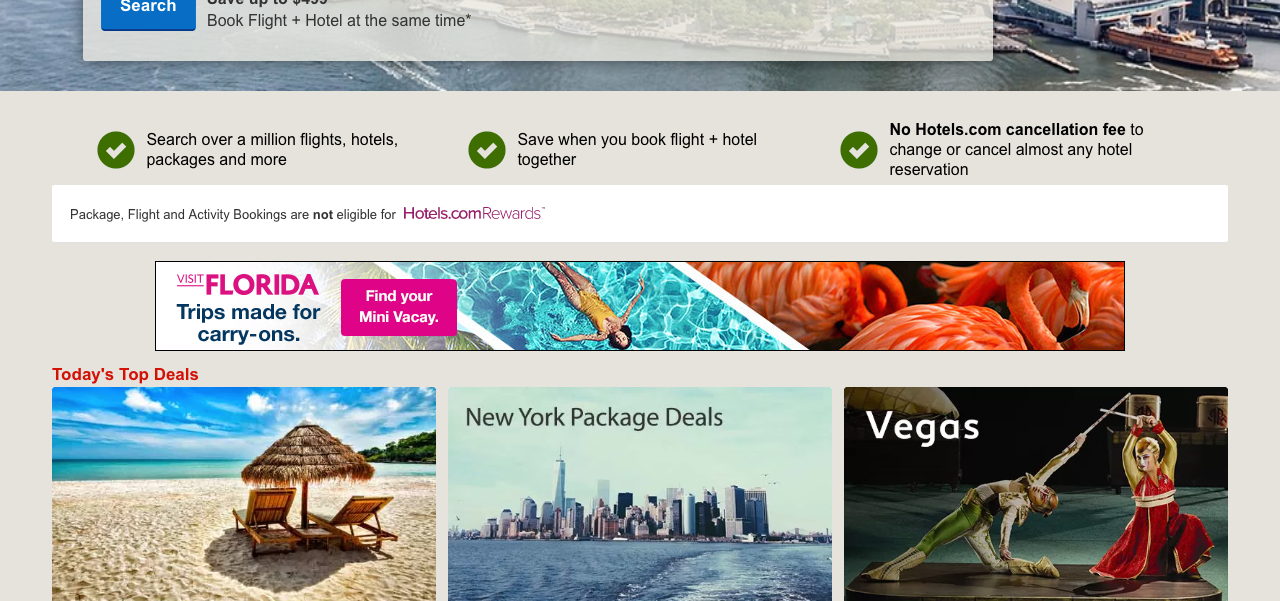 Search
Save up to $499
Book Flight + Hotel at the same time*
Search over a million flights, hotels,
packages and more
Save when you book flight + hotel
together
No Hotels.com cancellation fee to
change or cancel almost any hotel
reservation
Package, Flight and Activity Bookings are not eligible for Hotels.comRewards™
VISIT FLORIDA
Trips made for
carry-ons.
Find your
Mini Vacay.
Today's Top Deals
New York Package Deals
Vegas